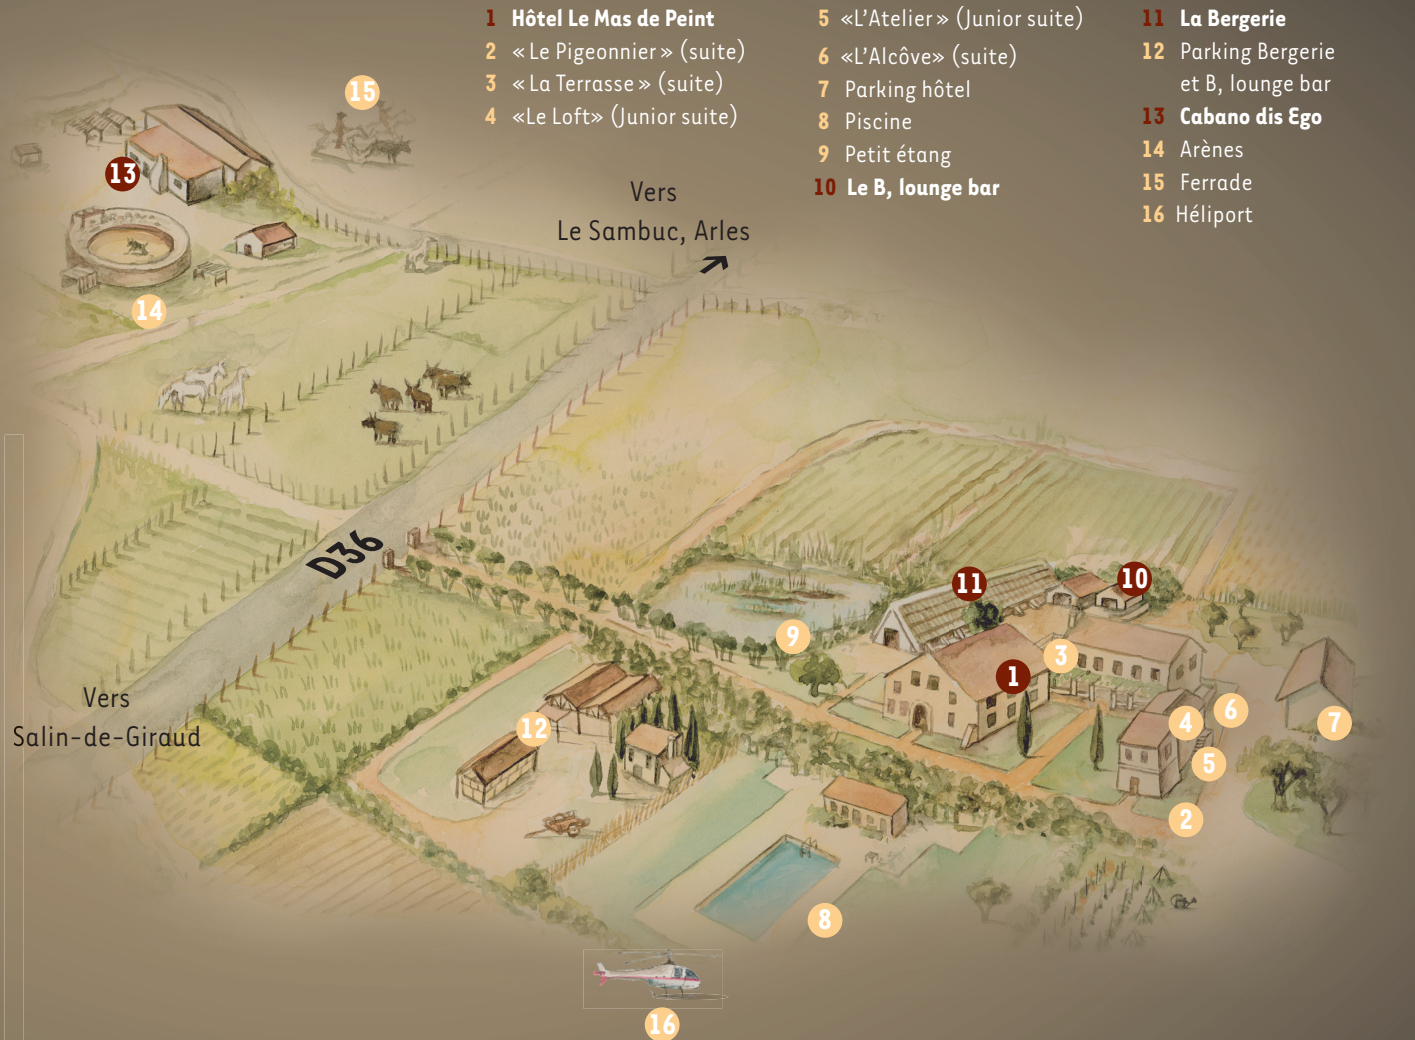 1 Hôtel Le Mas de Peint
2 « Le Pigeonnier » (suite)
3 « La Terrasse » (suite)
4 «Le Loft» (Junior suite)
5 «L'Atelier» (Junior suite)
6 «L'Alcôve» (suite)
7 Parking hôtel
8 Piscine
9 Petit étang
10 Le B, lounge bar
11 La Bergerie
12 Parking Bergerie
et B, lounge bar
13 Cabano dis Ego
14 Arènes
15 Ferrade
16 Héliport
15
13
Vers
Le Sambuc, Arles
14
D36
11
10
9
3
1
Vers
Salin-de-Giraud
12
4
6
7
5
2
8
16